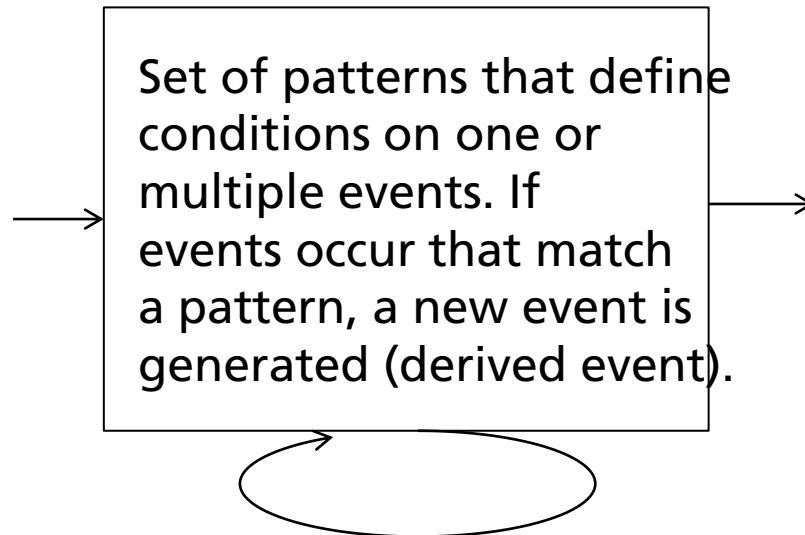 Set of patterns that define
conditions on one or
multiple events. If
events occur that match
a pattern, a new event is
generated (derived event).